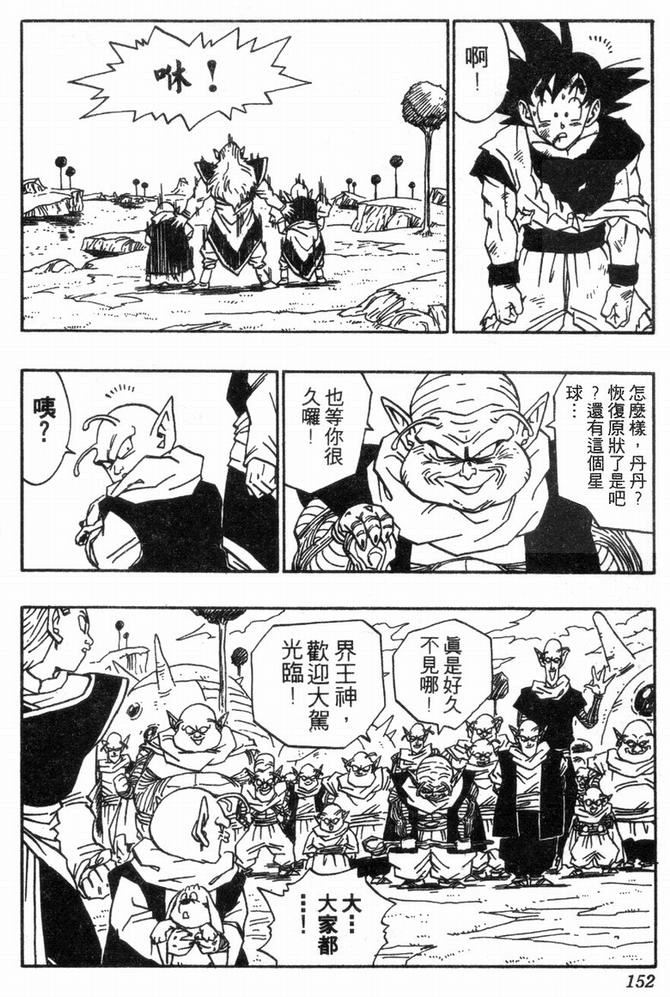 啊！
咻！
怎麼樣，丹丹？
恢復原狀了是吧
？還有這個星
球…
也等你很
久囉！
咦？
眞是好久
不見哪！
界王神，
歡迎大駕
光臨！
大…
大家都
……！
152